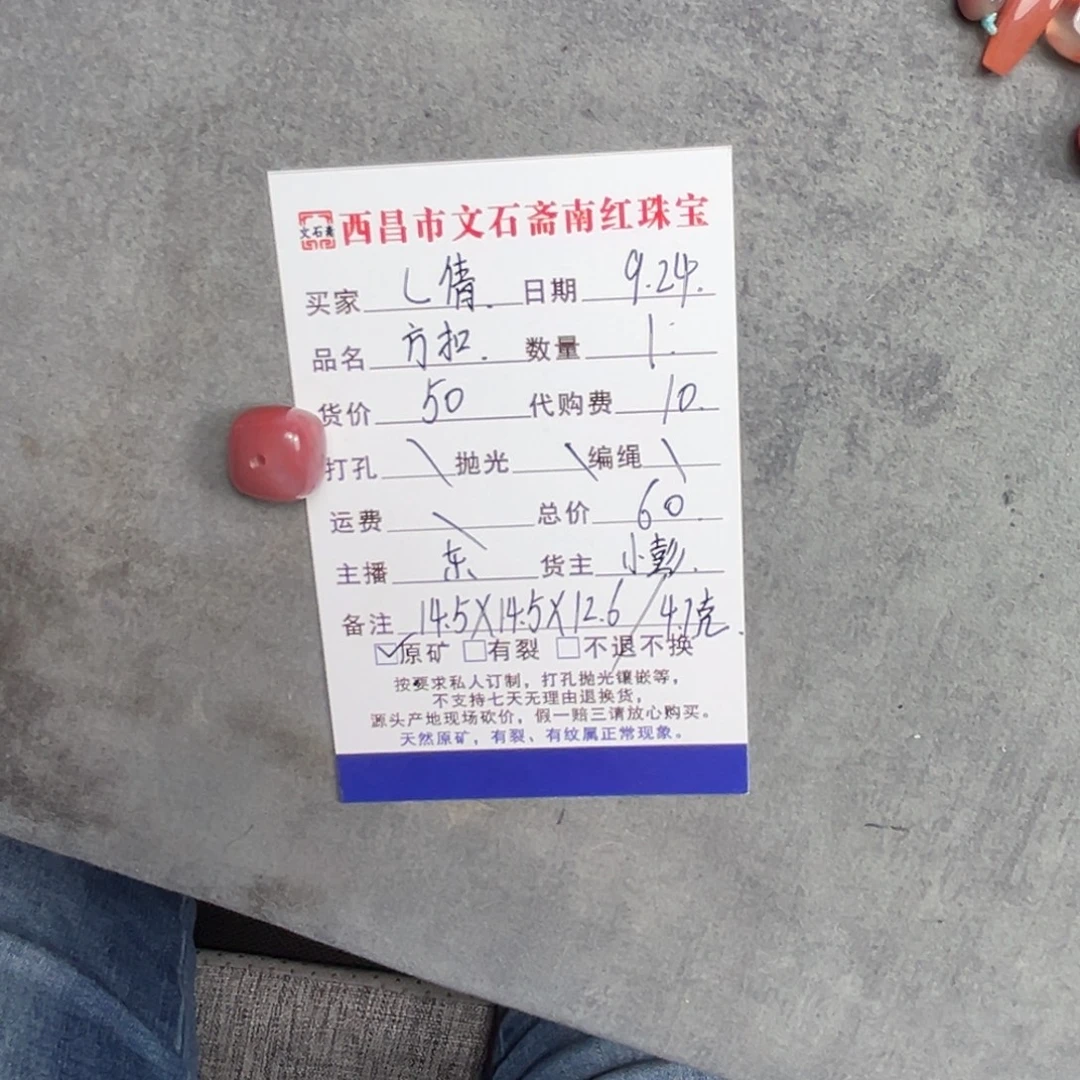 文石斋 西昌市文石斋南红珠宝
买家 L倩. 日期 9.24.
品名 方扣. 数量 1.
货价 50 代购费 10.
打孔 \ 抛光 \ 编绳 \
运费 \ 总价 60.
主播 东、 货主 小彭.
备注 14.5X14.5X12.6/4.7克.
原矿 有裂 不退不换
按要求私人订制，打孔抛光镶嵌等，
不支持七天无理由退换货，
源头产地现场砍价，假一赔三请放心购买。
天然原矿，有裂、有纹属正常现象。